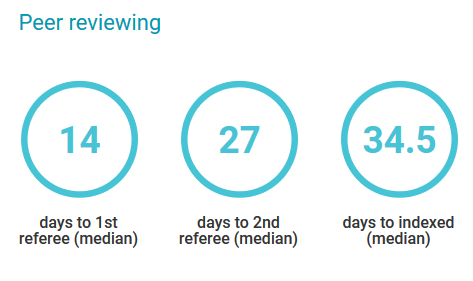 Peer reviewing
14
27
34.5
days to 1st
referee (median)
days to 2nd
referee (median)
days to indexed
(median)